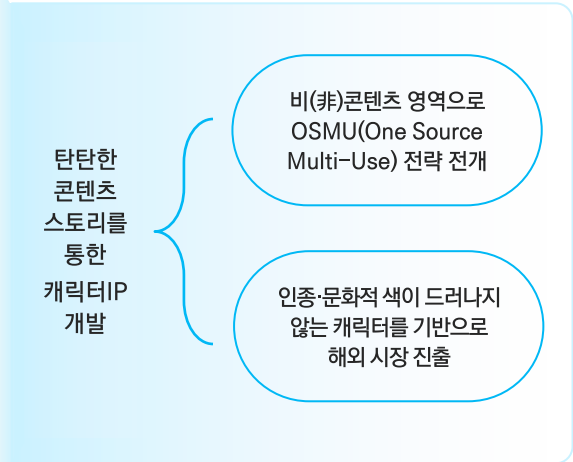 탄탄한
콘텐츠
스토리를
통한
캐릭터IP
개발
비(非)콘텐츠 영역으로
OSMU(One Source
Multi-Use) 전략 전개
인종·문화적 색이 드러나지
않는 캐릭터를 기반으로
해외 시장 진출